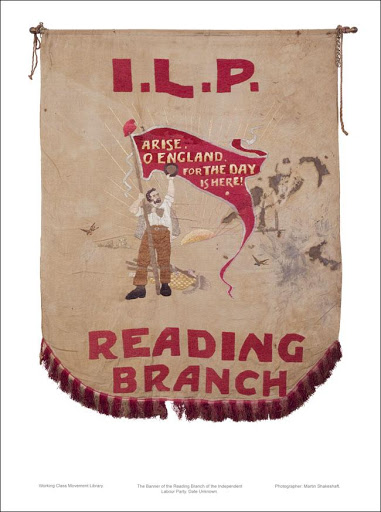 I.L.P.
ARISE,
O ENGLAND,
FOR THE DAY
IS HERE!
READING
BRANCH
Working Class Movement Library.
The Banner of the Reading Branch of the Independent
Labour Party. Date Unknown.
Photographer: Martin Shakeshaft.